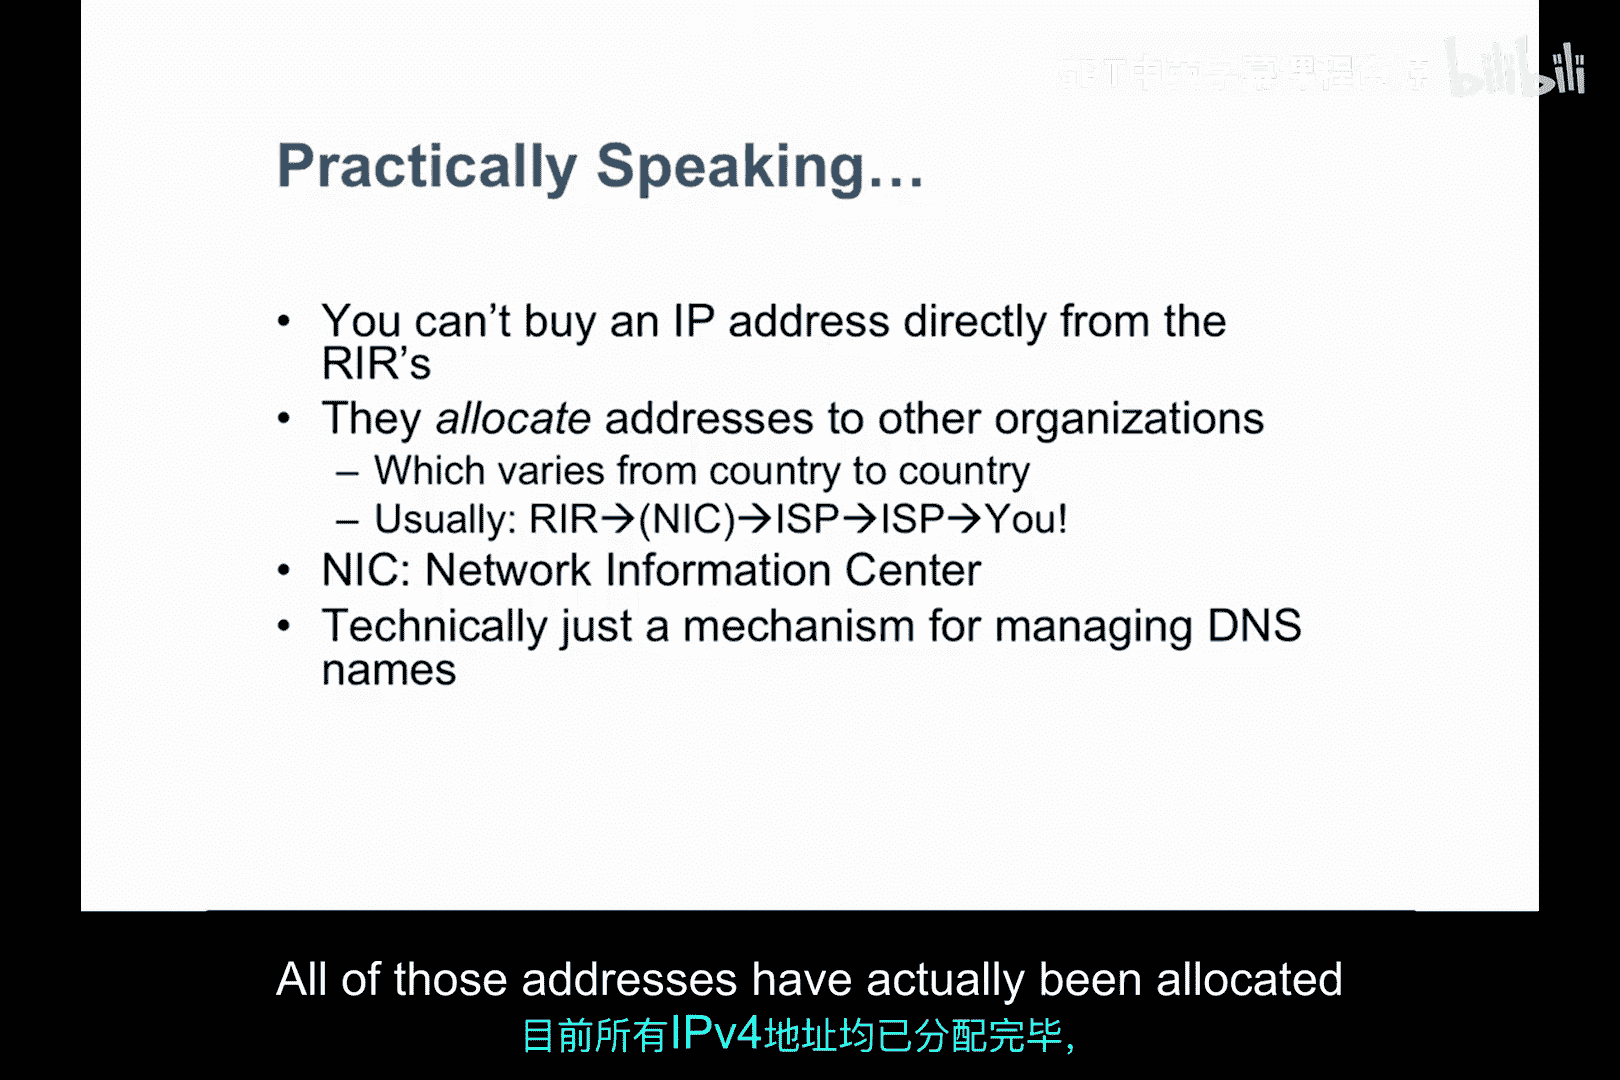 bilibili
Practically Speaking…
• You can’t buy an IP address directly from the
RIR’s
• They allocate addresses to other organizations
– Which varies from country to country
– Usually: RIR→(NIC)→ISP→ISP→You!
• NIC: Network Information Center
• Technically just a mechanism for managing DNS
names
All of those addresses have actually been allocated
目前所有IPv4地址均已分配完毕，